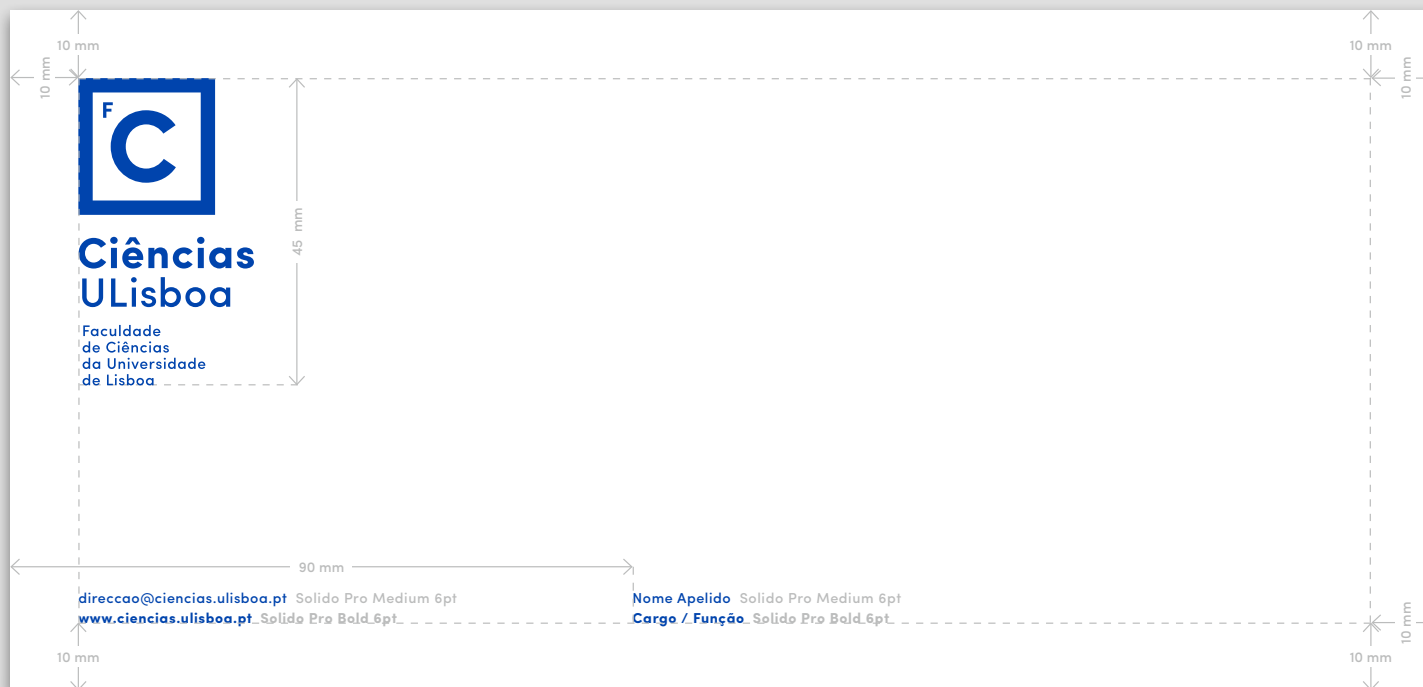 10 mm
10 mm
10 mm
10 mm
F
C
45 mm
Ciências
ULisboa
Faculdade
de Ciências
da Universidade
de Lisboa
90 mm
direccao@ciencias.ulisboa.pt Solido Pro Medium 6pt
www.ciencias.ulisboa.pt Solido Pro Bold 6pt
Nome Apelido Solido Pro Medium 6pt
Cargo / Função Solido Pro Bold 6pt
10 mm
10 mm
10 mm